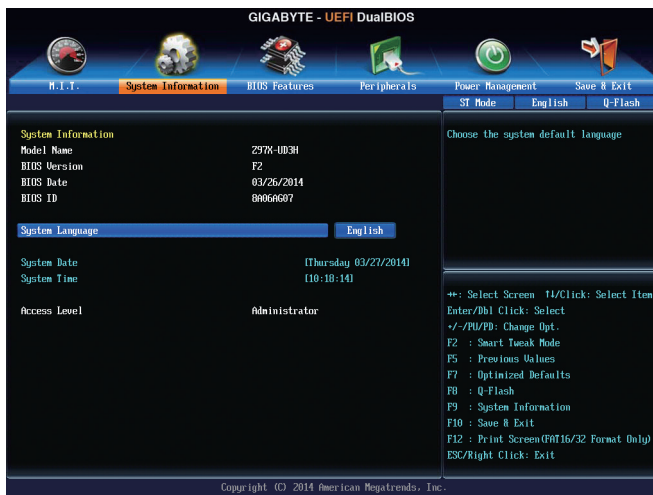 GIGABYTE - UEFI DualBIOS
M.I.T.
System Information
BIOS Features
Peripherals
Power Management
Save & Exit
ST Mode
English
Q-Flash
System Information
Model Name Z97X-UD3H
BIOS Version F2
BIOS Date 03/26/2014
BIOS ID 8A06AG07
System Language English
System Date [Thursday 03/27/2014]
System Time [10:18:14]
Access Level Administrator
Choose the system default language
→←: Select Screen ↑↓/Click: Select Item
Enter/Dbl Click: Select
+/-/PU/PD: Change Opt.
F2 : Smart Tweak Mode
F5 : Previous Values
F7 : Optimized Defaults
F8 : Q-Flash
F9 : System Information
F10 : Save & Exit
F12 : Print Screen(FAT16/32 Format Only)
ESC/Right Click: Exit
Copyright (C) 2014 American Megatrends, Inc.